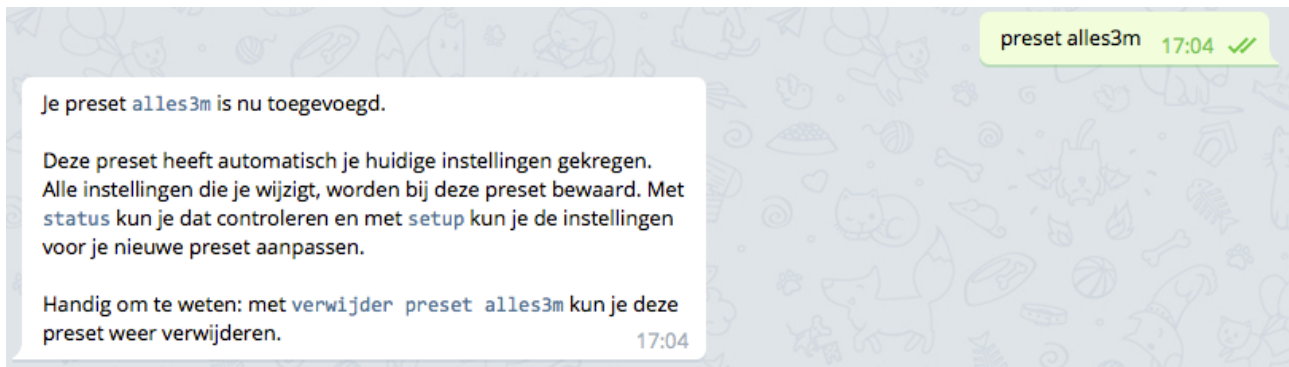 preset alles3m 17:04
Je preset alles3m is nu toegevoegd.
Deze preset heeft automatisch je huidige instellingen gekregen.
Alle instellingen die je wijzigt, worden bij deze preset bewaard. Met
status kun je dat controleren en met setup kun je de instellingen
voor je nieuwe preset aanpassen.
Handig om te weten: met verwijder preset alles3m kun je deze
preset weer verwijderen.
17:04